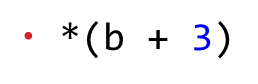 • *(b + 3)